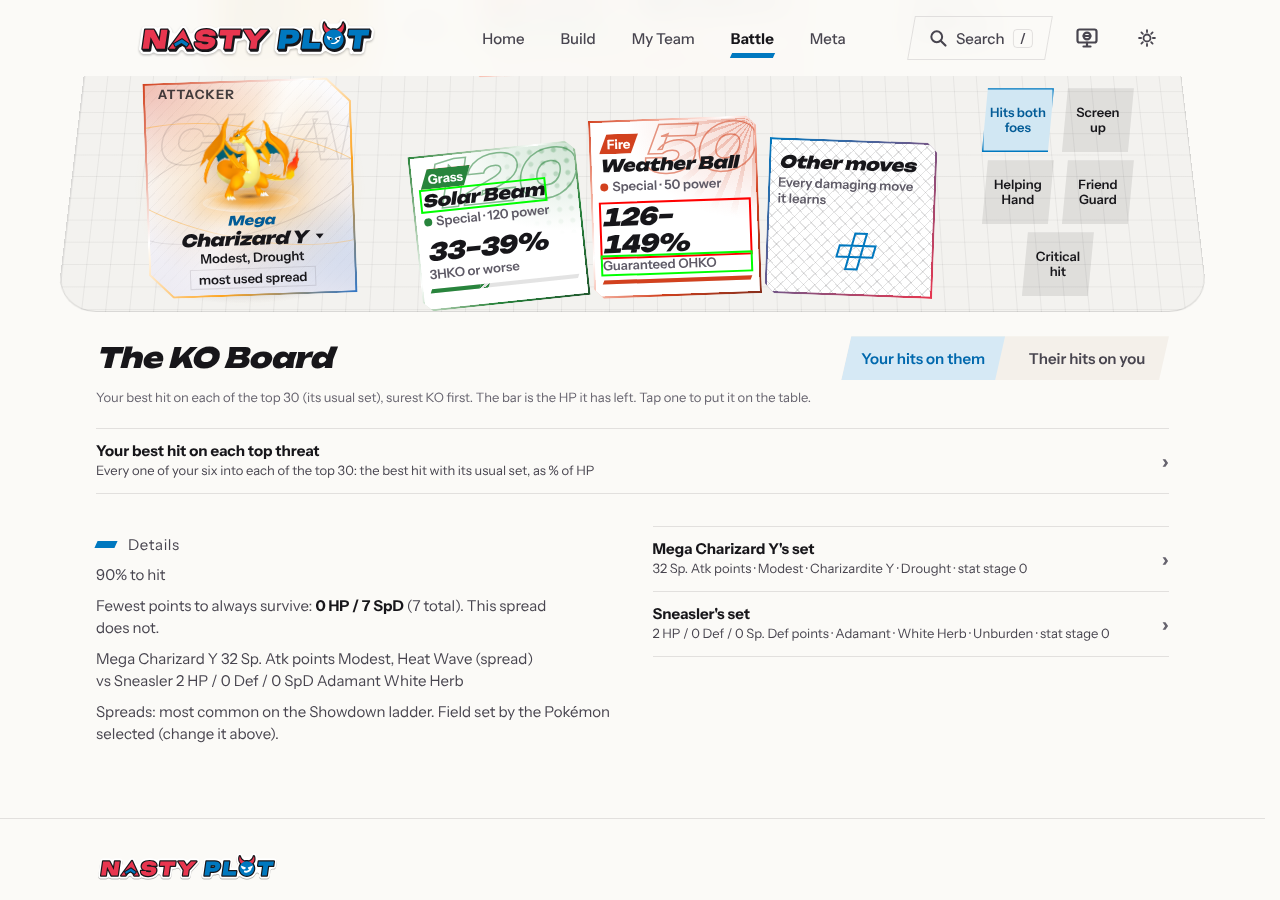 NASTY PLOT
Home
Build
My Team
Battle
Meta
Search /
ATTACKER
Mega
Charizard Y
Modest, Drought
most used spread
120
Grass
Solar Beam
Special · 120 power
33–39%
3HKO or worse
50
Fire
Weather Ball
Special · 50 power
126–
149%
Guaranteed OHKO
Other moves
Every damaging move
it learns
Hits both
foes
Screen
up
Helping
Hand
Friend
Guard
Critical
hit
The KO Board
Your hits on them
Their hits on you
Your best hit on each of the top 30 (its usual set), surest KO first. The bar is the HP it has left. Tap one to put it on the table.
Your best hit on each top threat
Every one of your six into each of the top 30: the best hit with its usual set, as % of HP
Details
90% to hit
Fewest points to always survive: 0 HP / 7 SpD (7 total). This spread
does not.
Mega Charizard Y 32 Sp. Atk points Modest, Heat Wave (spread)
vs Sneasler 2 HP / 0 Def / 0 SpD Adamant White Herb
Spreads: most common on the Showdown ladder. Field set by the Pokémon
selected (change it above).
Mega Charizard Y's set
32 Sp. Atk points · Modest · Charizardite Y · Drought · stat stage 0
Sneasler's set
2 HP / 0 Def / 0 Sp. Def points · Adamant · White Herb · Unburden · stat stage 0
NASTY PLOT